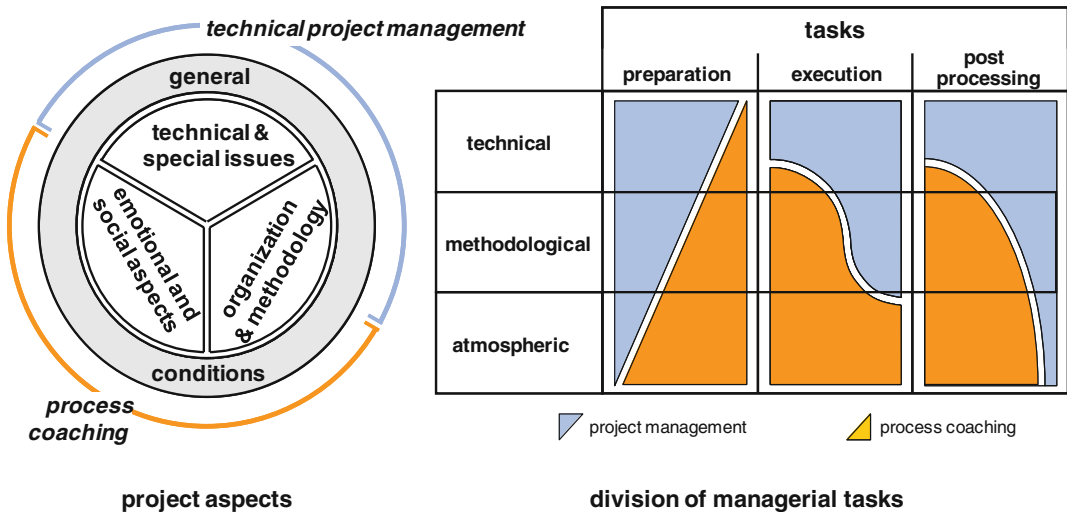 technical project management
general
technical &
special issues
emotional and
social aspects
organization
& methodology
conditions
process
coaching
project aspects
tasks
preparation
execution
post
processing
technical
methodological
atmospheric
project management
process coaching
division of managerial tasks